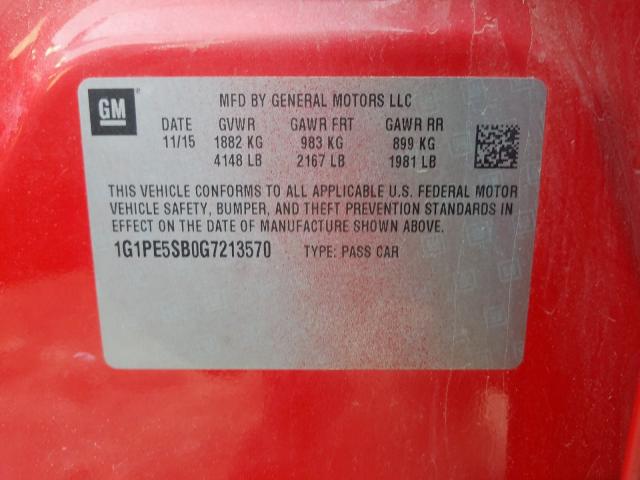 GM
MFD BY GENERAL MOTORS LLC
DATE GVWR GAWR FRT GAWR RR
11/15 1882 KG 983 KG 899 KG
4148 LB 2167 LB 1981 LB
THIS VEHICLE CONFORMS TO ALL APPLICABLE U.S. FEDERAL MOTOR
VEHICLE SAFETY, BUMPER, AND THEFT PREVENTION STANDARDS IN
EFFECT ON THE DATE OF MANUFACTURE SHOWN ABOVE.
1G1PE5SB0G7213570 TYPE: PASS CAR